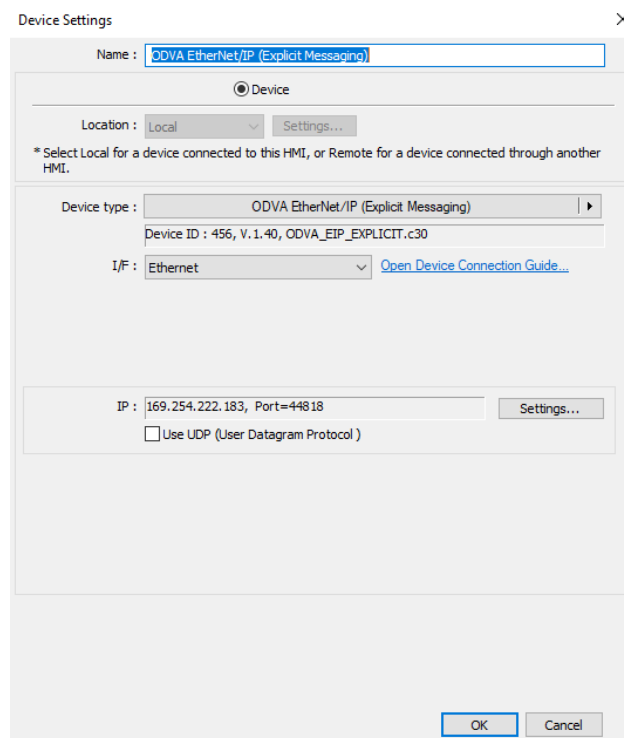 Device Settings
Name : ODVA EtherNet/IP (Explicit Messaging)
Device
Location : Local Settings...
* Select Local for a device connected to this HMI, or Remote for a device connected through another
HMI.
Device type : ODVA EtherNet/IP (Explicit Messaging)
Device ID : 456, V.1.40, ODVA_EIP_EXPLICIT.c30
I/F : Ethernet Open Device Connection Guide...
IP : 169.254.222.183, Port=44818 Settings...
Use UDP (User Datagram Protocol )
OK Cancel